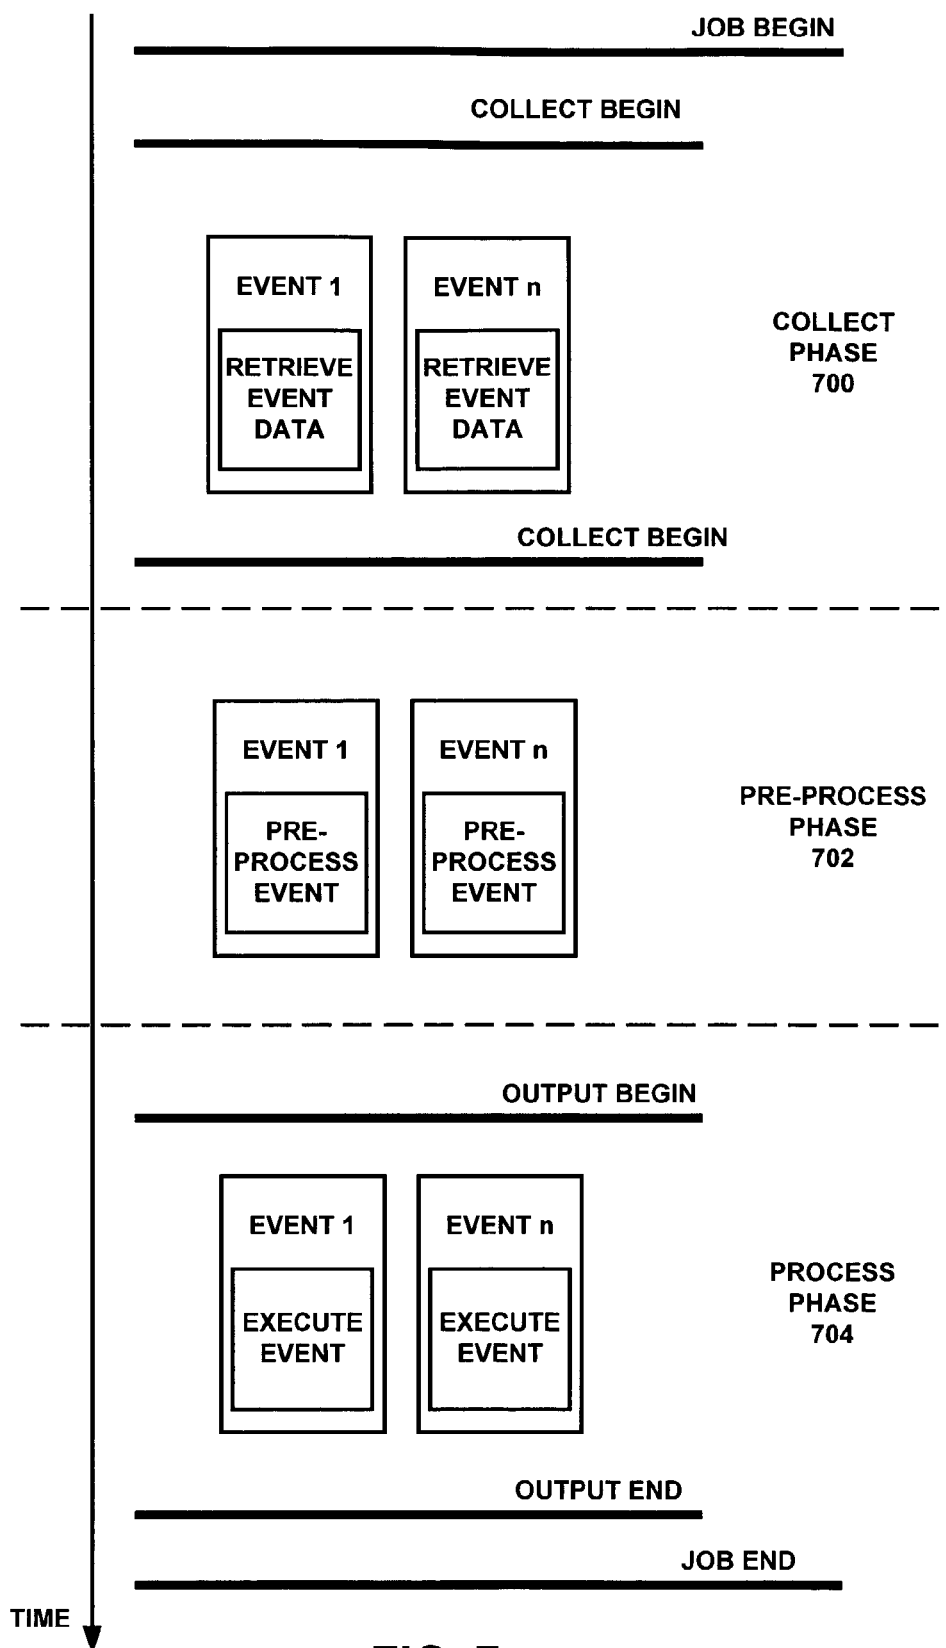 JOB BEGIN
COLLECT BEGIN
EVENT 1
RETRIEVE
EVENT
DATA
EVENT n
RETRIEVE
EVENT
DATA
COLLECT
PHASE
700
COLLECT BEGIN
EVENT 1
PRE-
PROCESS
EVENT
EVENT n
PRE-
PROCESS
EVENT
PRE-PROCESS
PHASE
702
OUTPUT BEGIN
EVENT 1
EXECUTE
EVENT
EVENT n
EXECUTE
EVENT
PROCESS
PHASE
704
OUTPUT END
JOB END
TIME